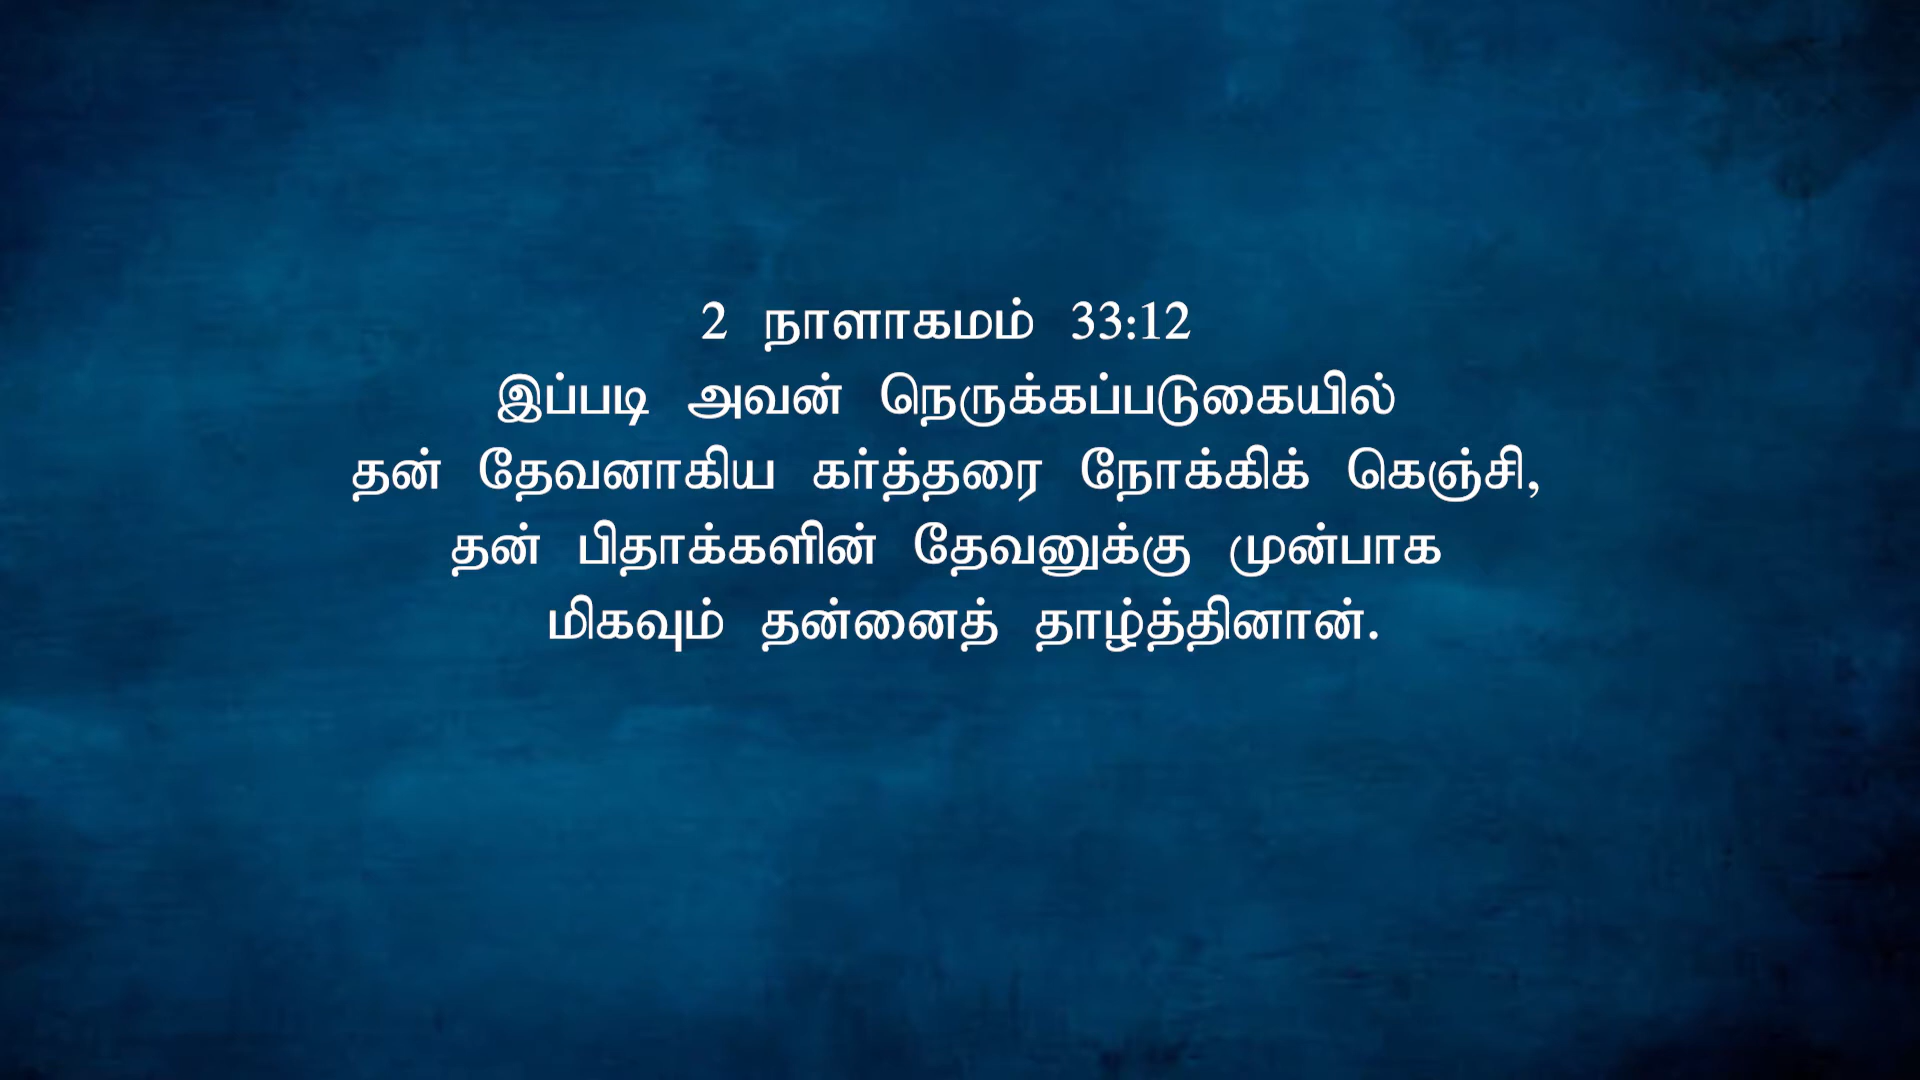 2 நாளாகமம் 33:12
இப்படி அவன் நெருக்கப்படுகையில்
தன் தேவனாகிய கர்த்தரை நோக்கிக் கெஞ்சி,
தன் பிதாக்களின் தேவனுக்கு முன்பாக
மிகவும் தன்னைத் தாழ்த்தினான்.